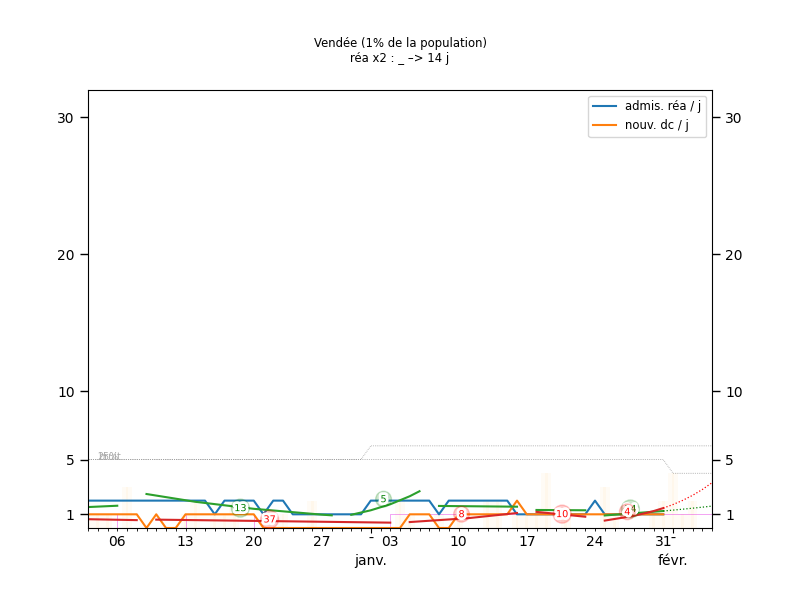 Vendée (1% de la population)
réa x2 : _ –> 14 j
admis. réa / j
nouv. dc / j
30 30
20 20
10 10
5 5
1 1
13
37
5
8
10
4
06 13 20 27 - 03 10 17 24 31-
janv. févr.